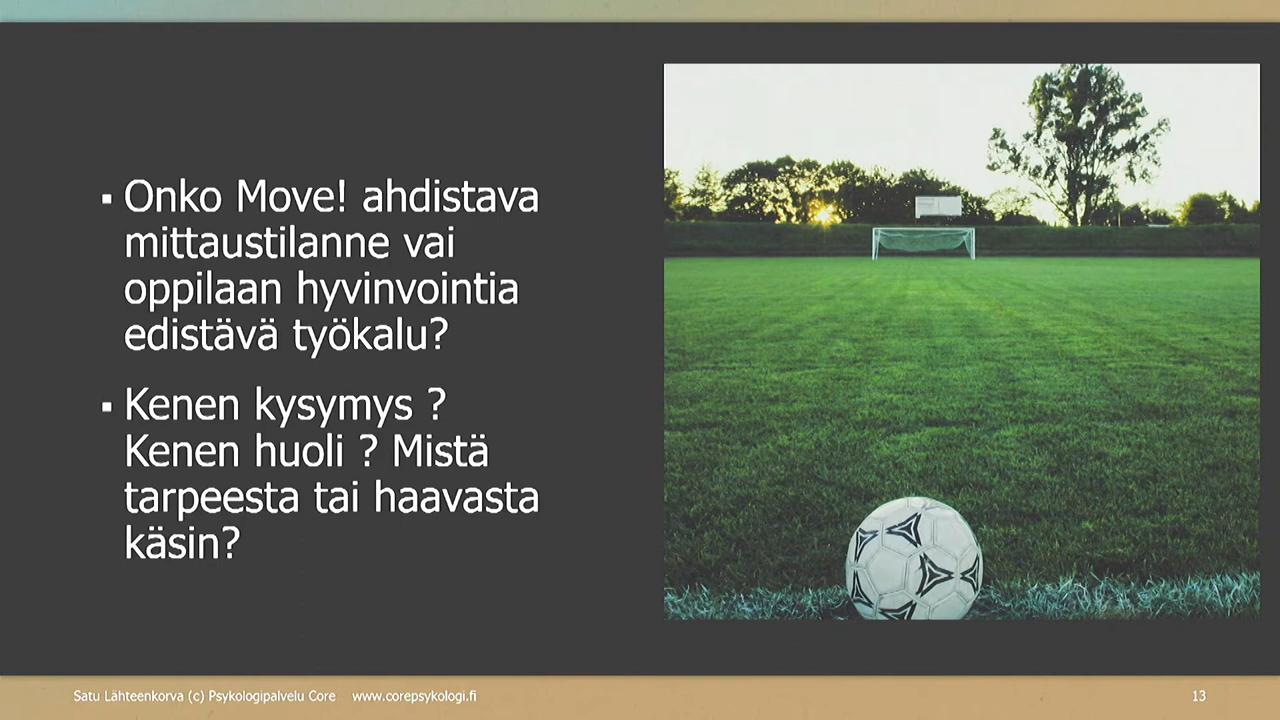 ▪ Onko Move! ahdistava
mittaustilanne vai
oppilaan hyvinvointia
edistävä työkalu?
▪ Kenen kysymys ?
Kenen huoli ? Mistä
tarpeesta tai haavasta
käsin?
Satu Lähteenkorva (c) Psykologipalvelu Core www.corepsykologi.fi
13